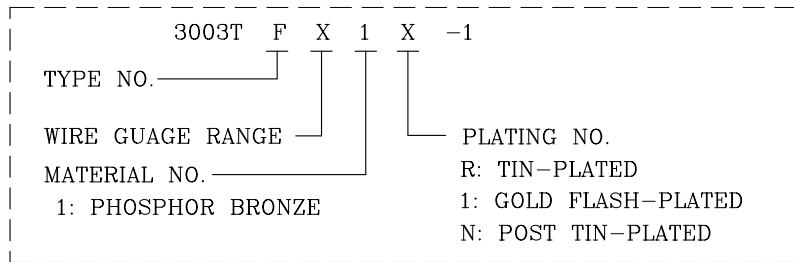 3003T F X 1 X -1
TYPE NO.
WIRE GUAGE RANGE
MATERIAL NO.
1: PHOSPHOR BRONZE
PLATING NO.
R: TIN-PLATED
1: GOLD FLASH-PLATED
N: POST TIN-PLATED